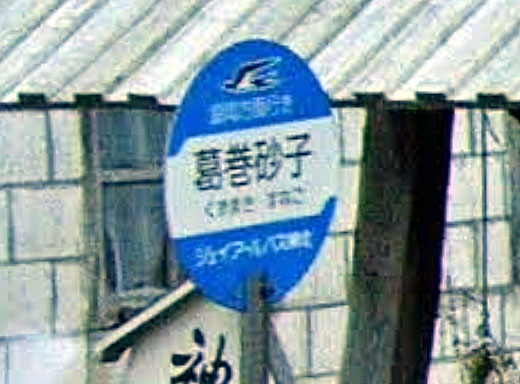 盛岡方面行き
葛巻砂子
くずまき すなご
ジェイアールバス東北
神